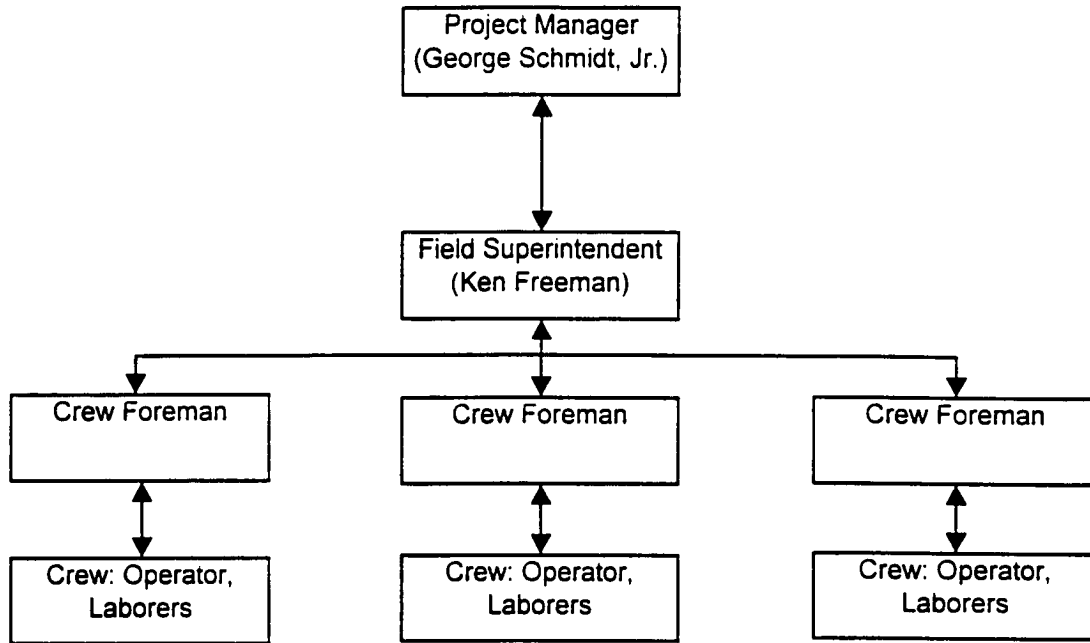 Project Manager
(George Schmidt, Jr.)
Field Superintendent
(Ken Freeman)
Crew Foreman
Crew Foreman
Crew Foreman
Crew: Operator,
Laborers
Crew: Operator,
Laborers
Crew: Operator,
Laborers